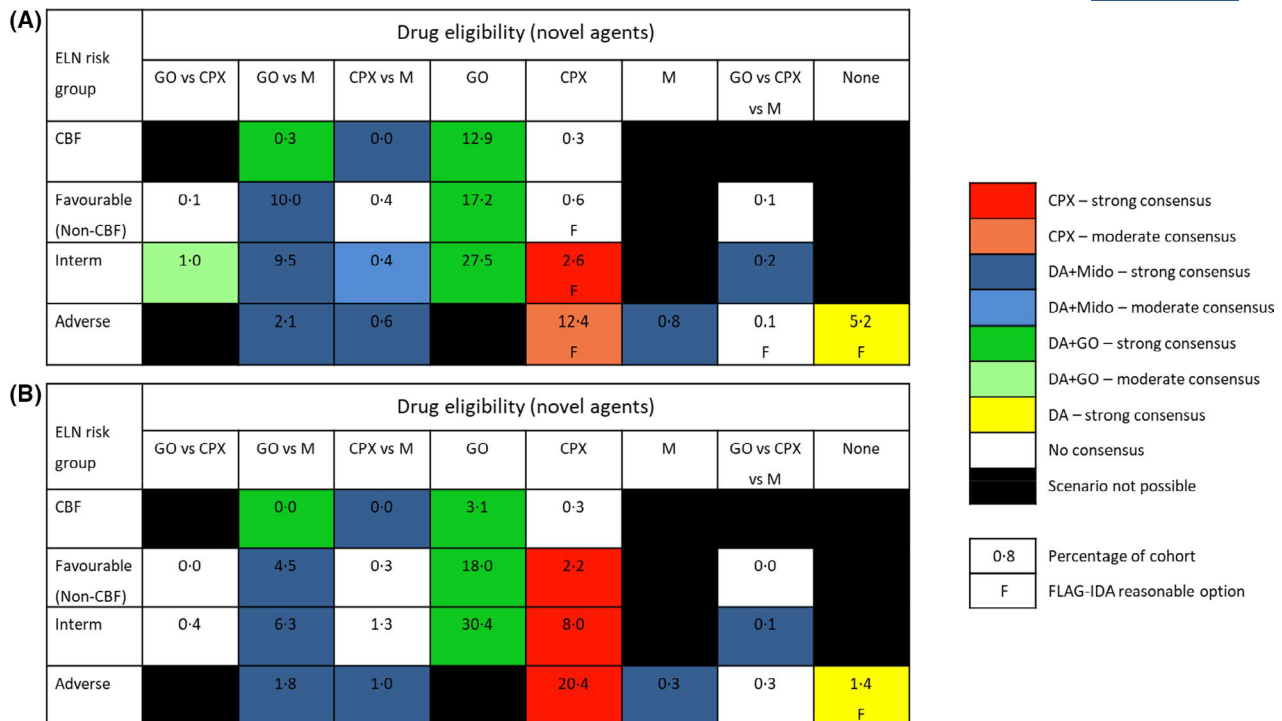 (A)
ELN risk group
Drug eligibility (novel agents)
GO vs CPX
GO vs M
CPX vs M
GO
CPX
M
GO vs CPX
vs M
None
CBF
0·3
0·0
12·9
0·3
Favourable
(Non-CBF)
0·1
10·0
0·4
17·2
0·6
F
0·1
Interm
1·0
9·5
0·4
27·5
2·6
F
0·2
Adverse
2·1
0·6
12·4
F
0·8
0.1
F
5·2
F
(B)
ELN risk group
Drug eligibility (novel agents)
GO vs CPX
GO vs M
CPX vs M
GO
CPX
M
GO vs CPX
vs M
None
CBF
0·0
0·0
3·1
0·3
Favourable
(Non-CBF)
0·0
4·5
0·3
18·0
2·2
0·0
Interm
0·4
6·3
1·3
30·4
8·0
0·1
Adverse
1·8
1·0
20·4
0·3
0·3
1·4
F
CPX – strong consensus
CPX – moderate consensus
DA+Mido – strong consensus
DA+Mido – moderate consensus
DA+GO – strong consensus
DA+GO – moderate consensus
DA – strong consensus
No consensus
Scenario not possible
0·8 Percentage of cohort
F FLAG-IDA reasonable option